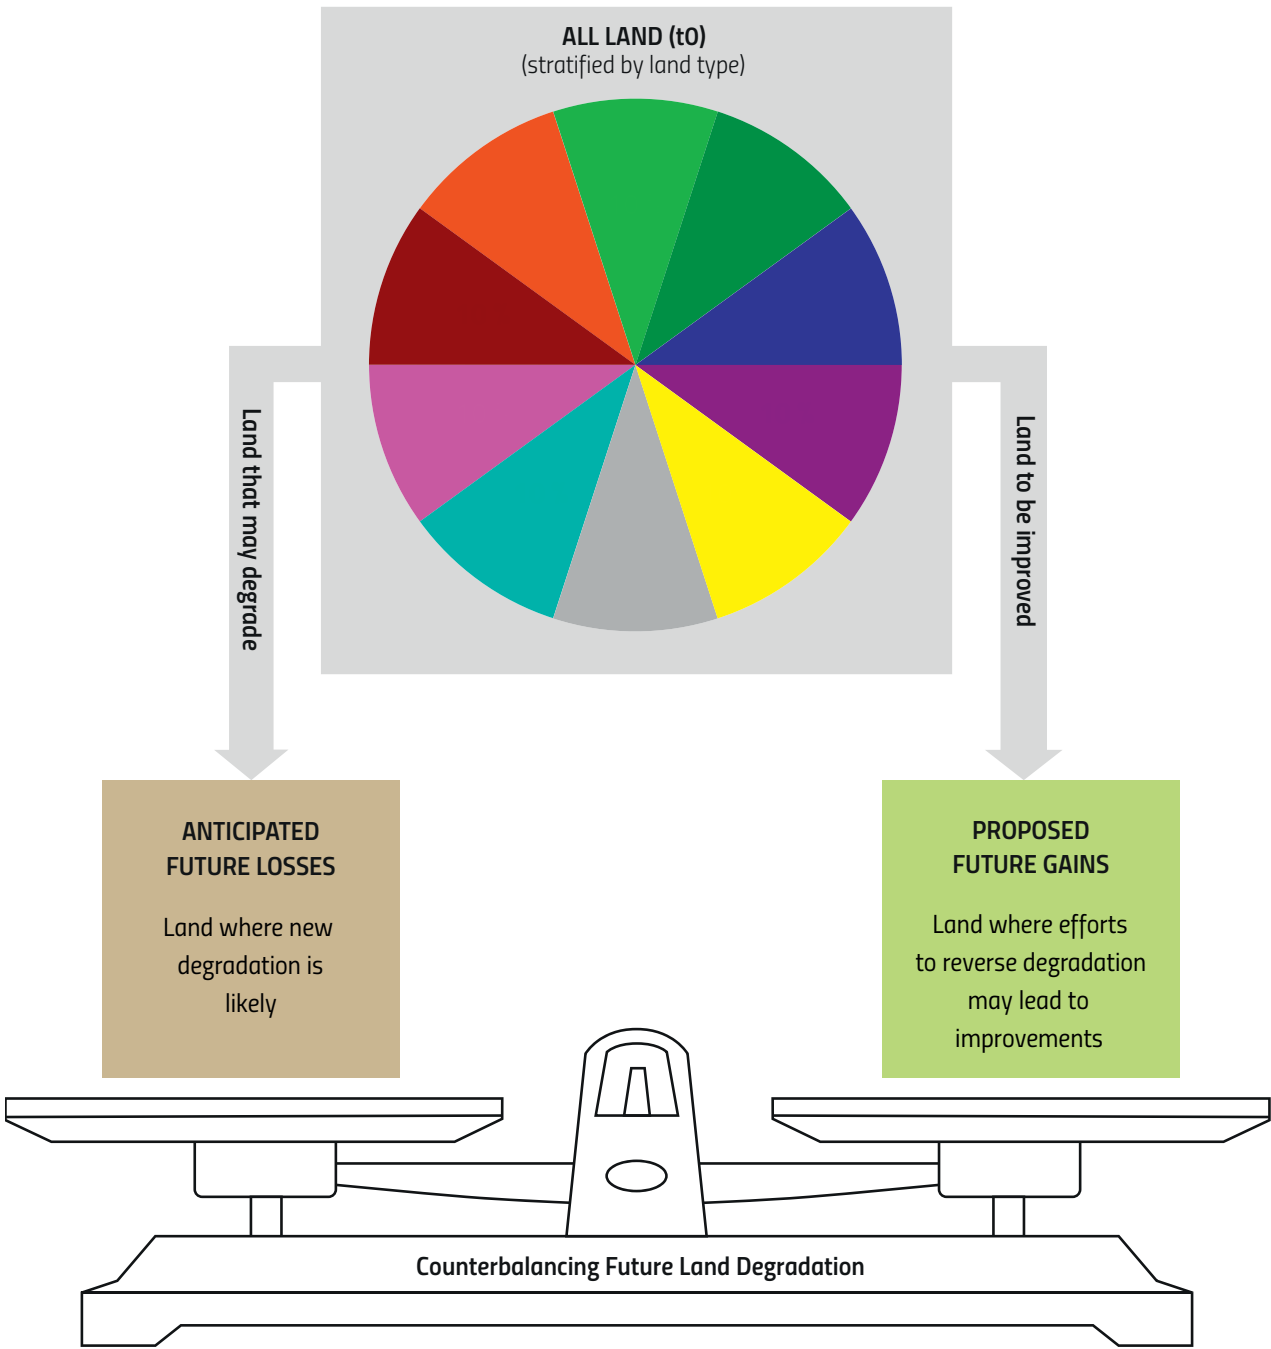 ALL LAND (t0)
(stratified by land type)
Land that may degrade
Land to be improved
ANTICIPATED
FUTURE LOSSES
Land where new
degradation is
likely
PROPOSED
FUTURE GAINS
Land where efforts
to reverse degradation
may lead to
improvements
Counterbalancing Future Land Degradation